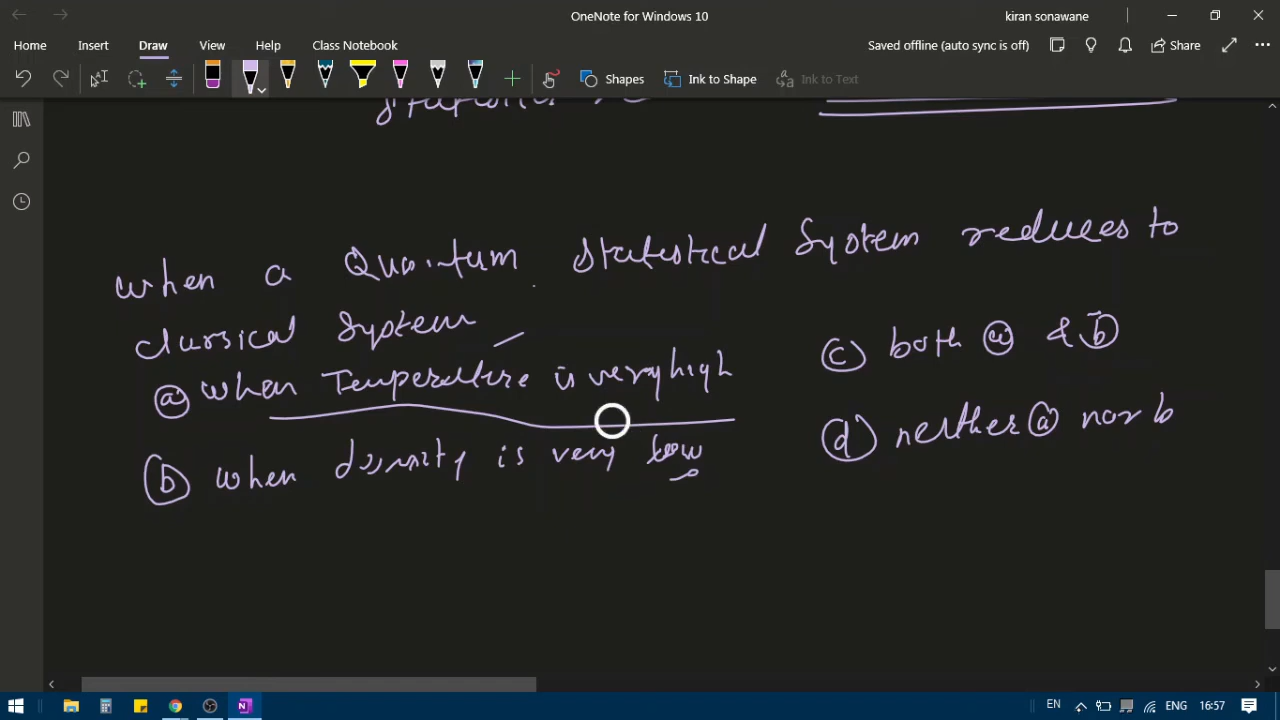 OneNote for Windows 10
kiran sonawane
Home Insert Draw View Help Class Notebook
Saved offline (auto sync is off)
Share
Shapes
Ink to Shape
Ink to Text
when a Quantum Statistical System reduces to
classical System
(a) when Temperature is very high
(c) both (a) & (b)
(b) when density is very low
(d) neither (a) nor b
EN
ENG
16:57